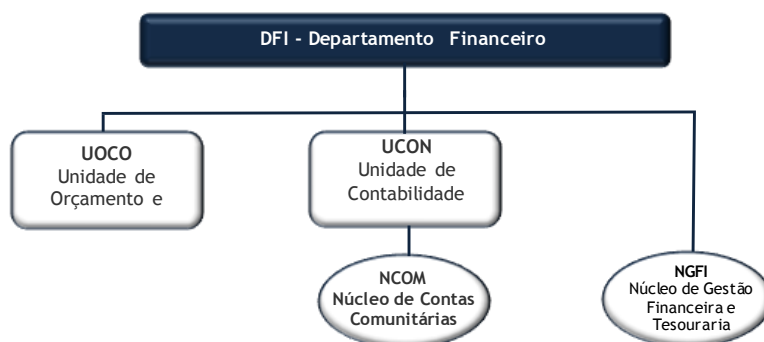 DFI - Departamento Financeiro
UOCO
Unidade de
Orçamento e
UCON
Unidade de
Contabilidade
NCOM
Núcleo de Contas
Comunitárias
NGFI
Núcleo de Gestão
Financeira e
Tesouraria